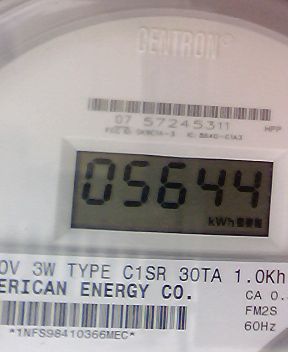 CENTRON®
07 57245311
HPP
05644
kWh
0V 3W TYPE C1SR 30TA 1.0Kh
ERICAN ENERGY CO.
CA 0.
FM2S
60Hz
*1NFS98410366MEC*